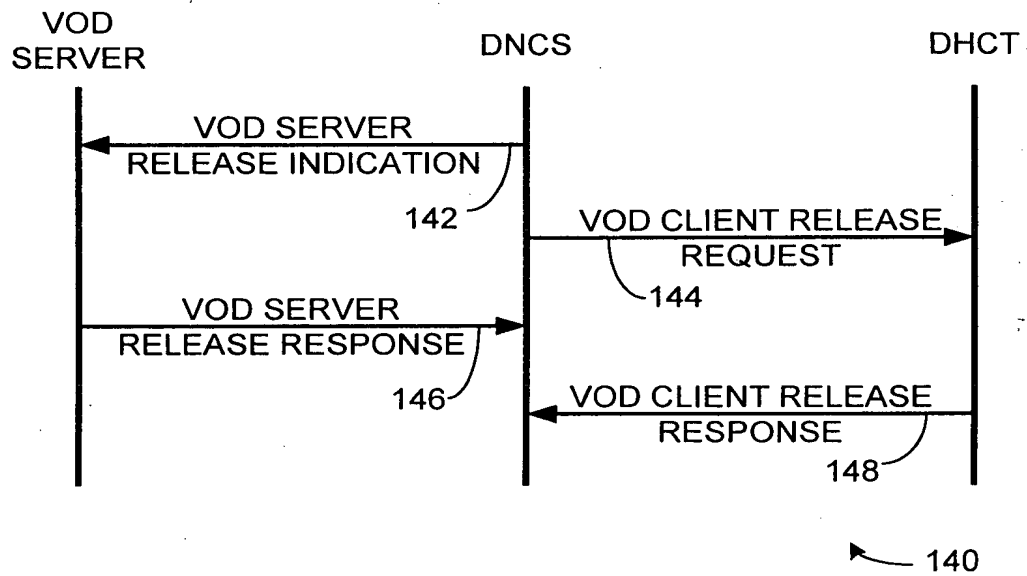 VOD
SERVER
DNCS
DHCT
VOD SERVER
RELEASE INDICATION
142
VOD CLIENT RELEASE
REQUEST
144
VOD SERVER
RELEASE RESPONSE
146
VOD CLIENT RELEASE
RESPONSE
148
140